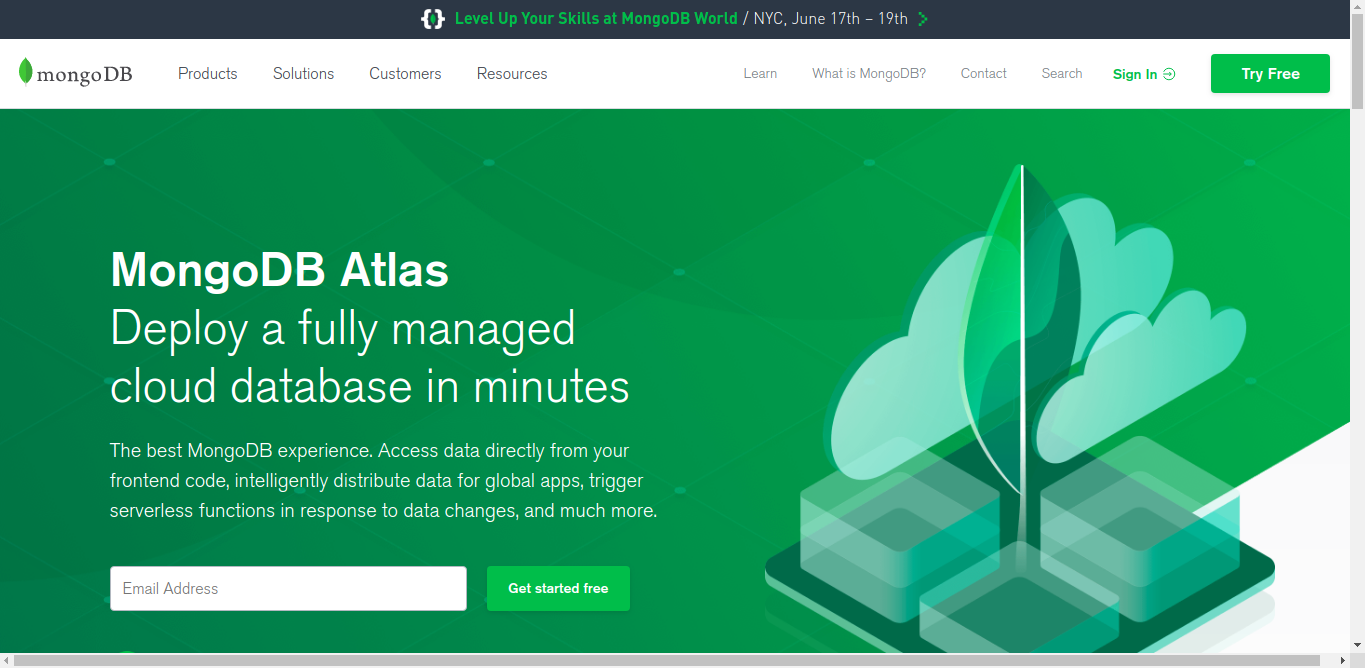 Level Up Your Skills at MongoDB World / NYC, June 17th – 19th
mongoDB
Products
Solutions
Customers
Resources
Learn
What is MongoDB?
Contact
Search
Sign In
Try Free
MongoDB Atlas
Deploy a fully managed
cloud database in minutes
The best MongoDB experience. Access data directly from your
frontend code, intelligently distribute data for global apps, trigger
serverless functions in response to data changes, and much more.
Email Address
Get started free